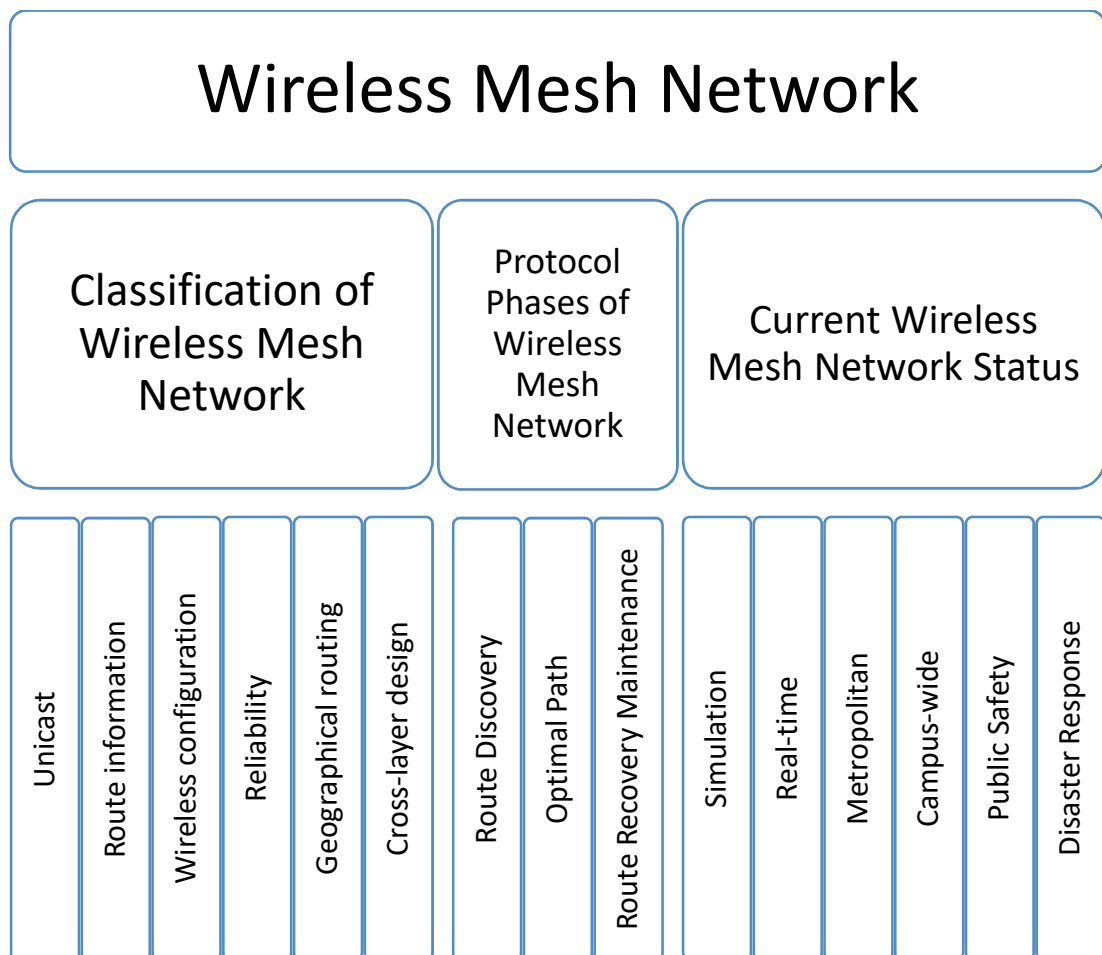 Wireless Mesh Network
Classification of
Wireless Mesh
Network
Protocol
Phases of
Wireless
Mesh
Network
Current Wireless
Mesh Network Status
Unicast
Route information
Wireless configuration
Reliability
Geographical routing
Cross-layer design
Route Discovery
Optimal Path
Route Recovery Maintenance
Simulation
Real-time
Metropolitan
Campus-wide
Public Safety
Disaster Response